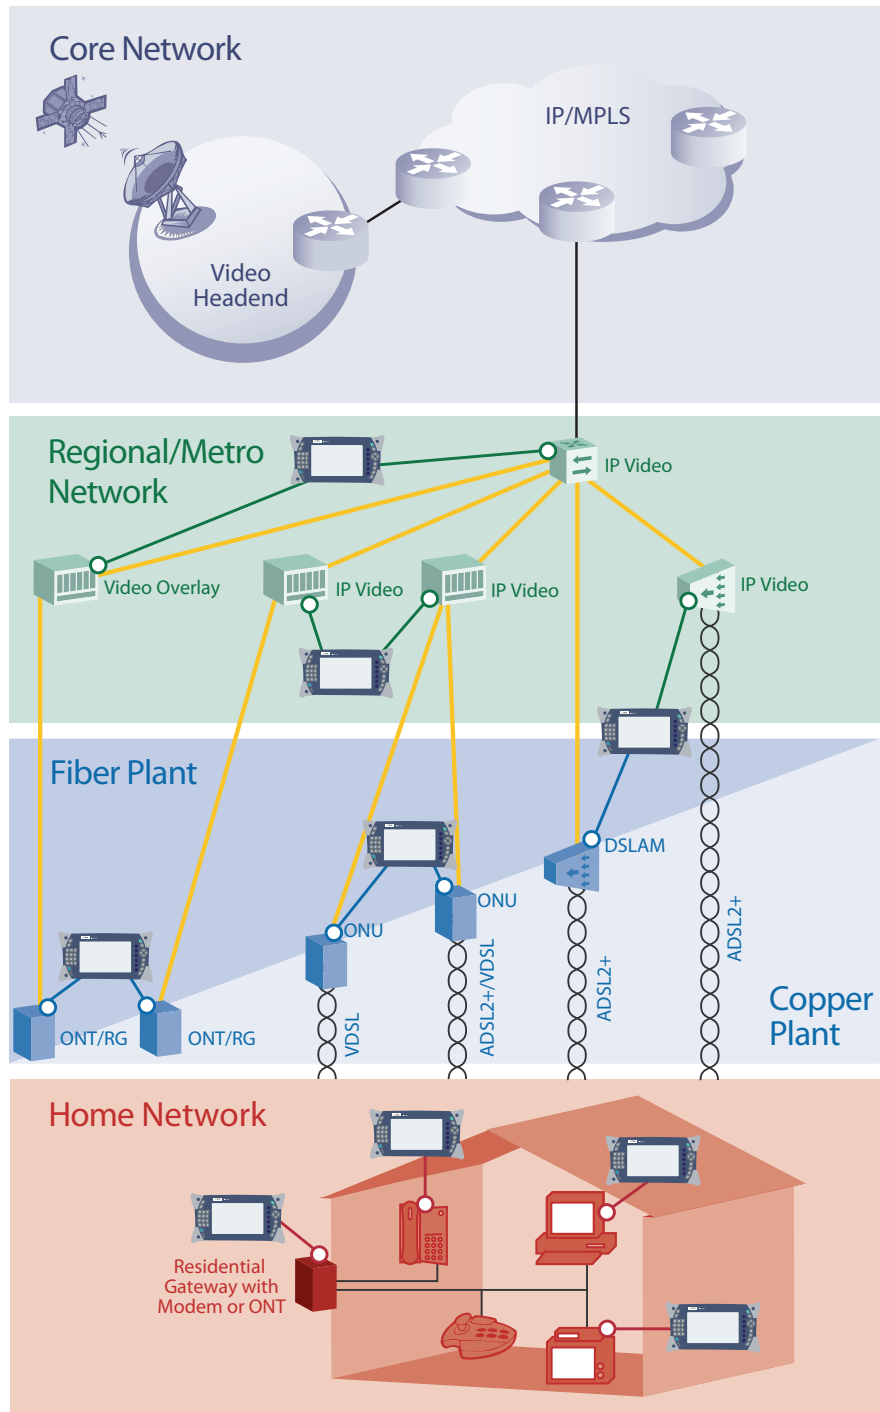 Core Network
IP/MPLS
Video
Headend
Regional/Metro
Network
IP Video
Video Overlay
IP Video
IP Video
IP Video
Fiber Plant
DSLAM
ONU
ONU
ADSL2+
ADSL2+
ADSL2+/VDSL
VDSL
ONT/RG
ONT/RG
Copper
Plant
Home Network
Residential
Gateway with
Modem or ONT